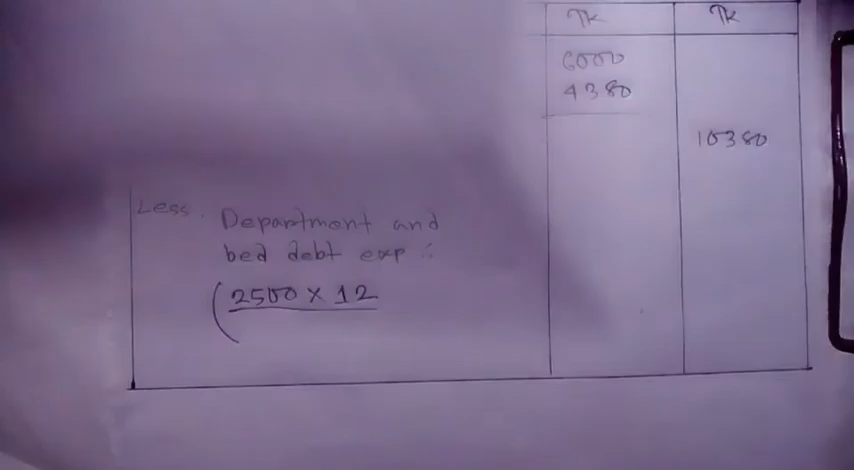 Tk Tk
6000
4380
10380
Less. Department and
bed debt exp :
(2500 × 12